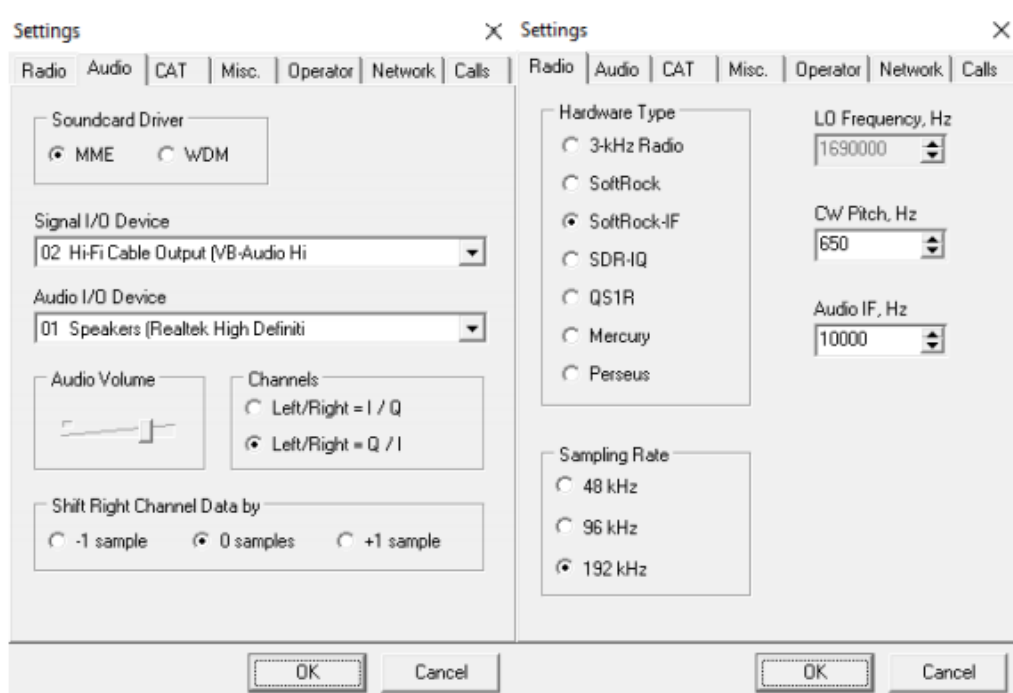 Settings
Radio Audio CAT Misc. Operator Network Calls
Soundcard Driver
MME WDM
Signal I/O Device
02 Hi-Fi Cable Output (VB-Audio Hi
Audio I/O Device
01 Speakers (Realtek High Definiti
Audio Volume
Channels
Left/Right = I / Q
Left/Right = Q / I
Shift Right Channel Data by
-1 sample 0 samples +1 sample
OK Cancel
Settings
Radio Audio CAT Misc. Operator Network Calls
Hardware Type
3-kHz Radio
SoftRock
SoftRock-IF
SDR-IQ
QS1R
Mercury
Perseus
LO Frequency, Hz
1690000
CW Pitch, Hz
650
Audio IF, Hz
10000
Sampling Rate
48 kHz
96 kHz
192 kHz
OK Cancel